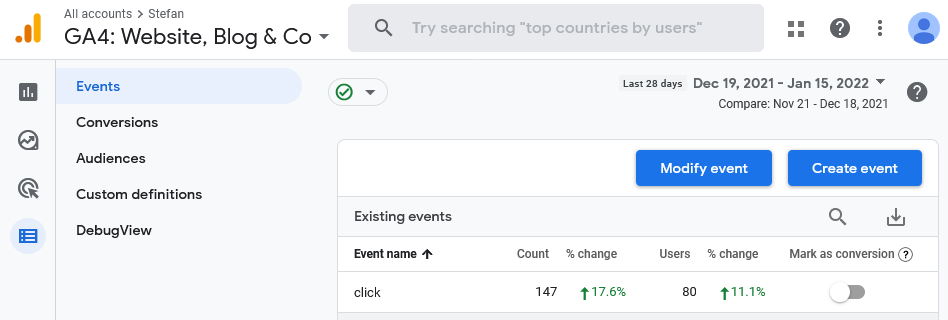 All accounts > Stefan
GA4: Website, Blog & Co
Try searching "top countries by users"
Events
Conversions
Audiences
Custom definitions
DebugView
Last 28 days Dec 19, 2021 - Jan 15, 2022
Compare: Nov 21 - Dec 18, 2021
Modify event
Create event
Existing events
Event name Count % change Users % change Mark as conversion
click 147 17.6% 80 11.1%